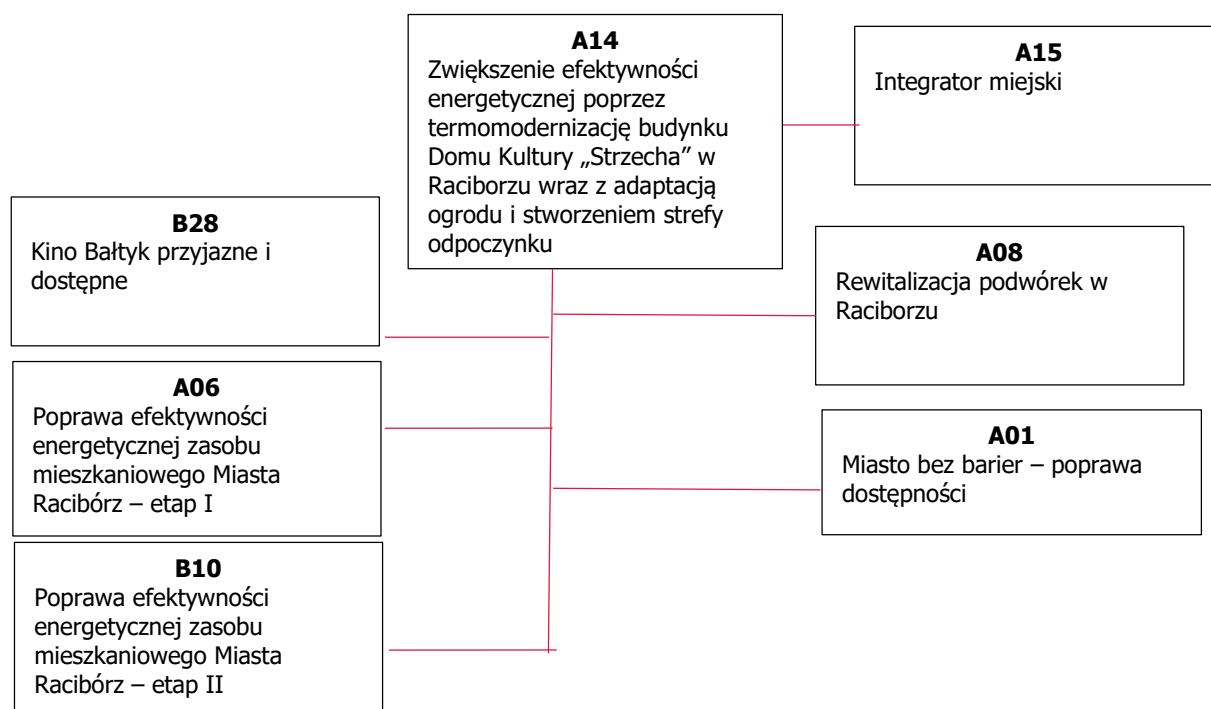 A14
Zwiększenie efektywności
energetycznej poprzez
termomodernizację budynku
Domu Kultury „Strzecha” w
Raciborzu wraz z adaptacją
ogrodu i stworzeniem strefy
odpoczynku
A15
Integrator miejski
B28
Kino Bałtyk przyjazne i
dostępne
A08
Rewitalizacja podwórek w
Raciborzu
A06
Poprawa efektywności
energetycznej zasobu
mieszkaniowego Miasta
Racibórz – etap I
A01
Miasto bez barier – poprawa
dostępności
B10
Poprawa efektywności
energetycznej zasobu
mieszkaniowego Miasta
Racibórz – etap II